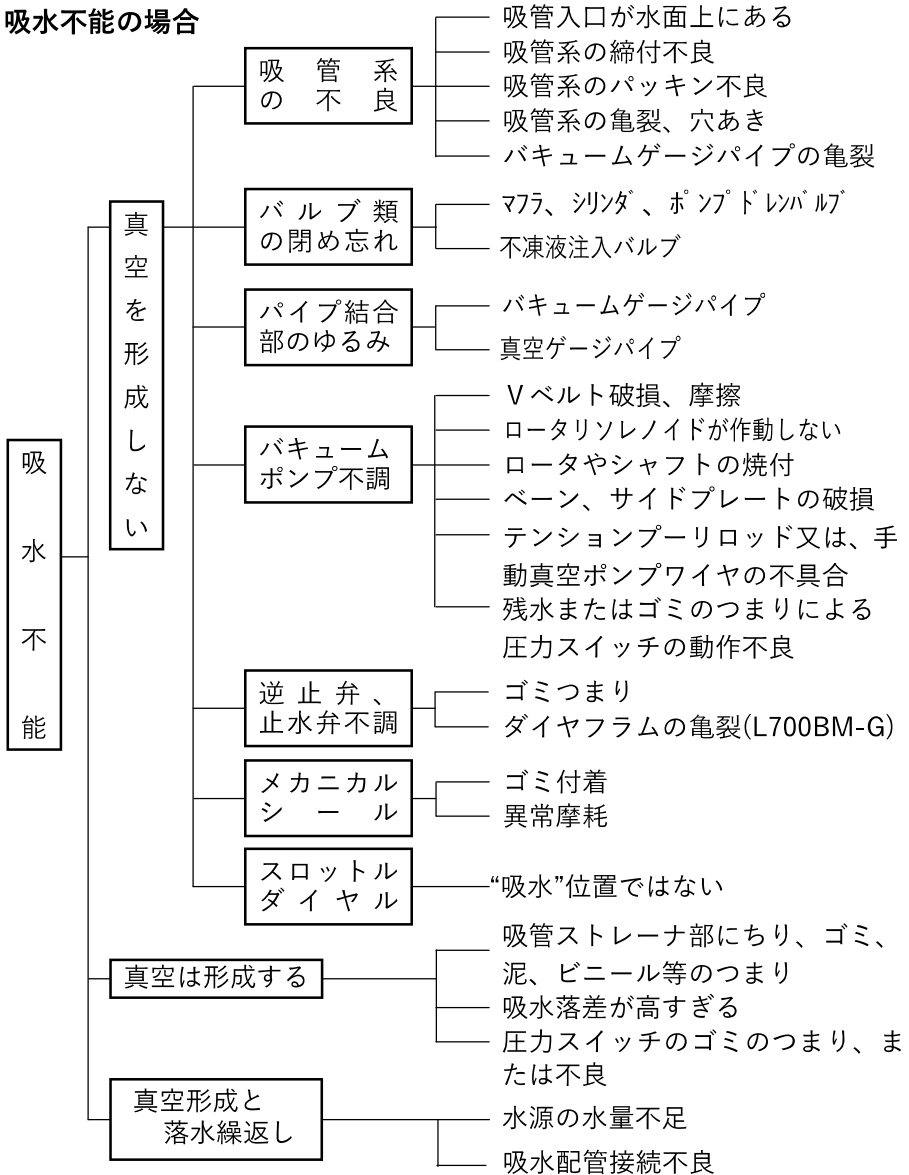 吸水不能の場合
吸水不能
真空を形成しない
吸管系
の不良
吸管入口が水面上にある
吸管系の締付不良
吸管系のパッキン不良
吸管系の亀裂、穴あき
バキュームゲージパイプの亀裂
バルブ類
の閉め忘れ
ﾏﾌﾗ、ｼﾘﾝﾀﾞ、ﾎﾟﾝﾌﾟﾄﾞﾚﾝﾊﾞﾙﾌﾞ
不凍液注入バルブ
パイプ結合
部のゆるみ
バキュームゲージパイプ
真空ゲージパイプ
バキューム
ポンプ不調
Vベルト破損、摩擦
ロータリソレノイドが作動しない
ロータやシャフトの焼付
ベーン、サイドプレートの破損
テンションプーリロッド又は、手
動真空ポンプワイヤの不具合
残水またはゴミのつまりによる
圧力スイッチの動作不良
逆止弁、
止水弁不調
ゴミつまり
ダイヤフラムの亀裂(L700BM-G)
メカニカル
シール
ゴミ付着
異常摩耗
スロットル
ダイヤル
“吸水”位置ではない
真空は形成する
吸管ストレーナ部にちり、ゴミ、
泥、ビニール等のつまり
吸水落差が高すぎる
圧力スイッチのゴミのつまり、ま
たは不良
真空形成と
落水繰返し
水源の水量不足
吸水配管接続不良